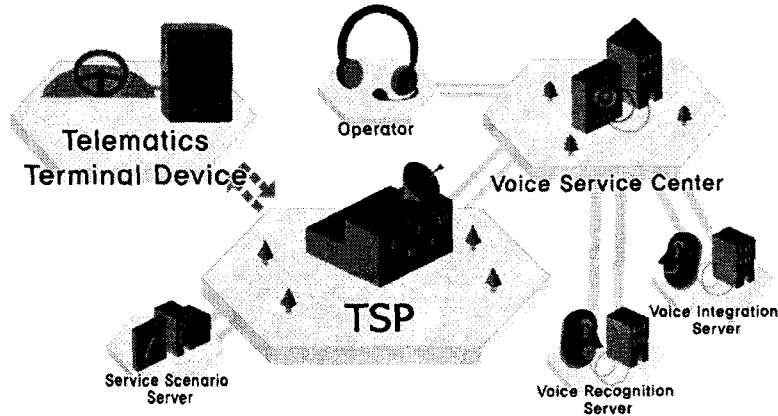 Telematics
Terminal Device
Operator
Voice Service Center
TSP
Voice Integration
Server
Service Scenario
Server
Voice Recognition
Server